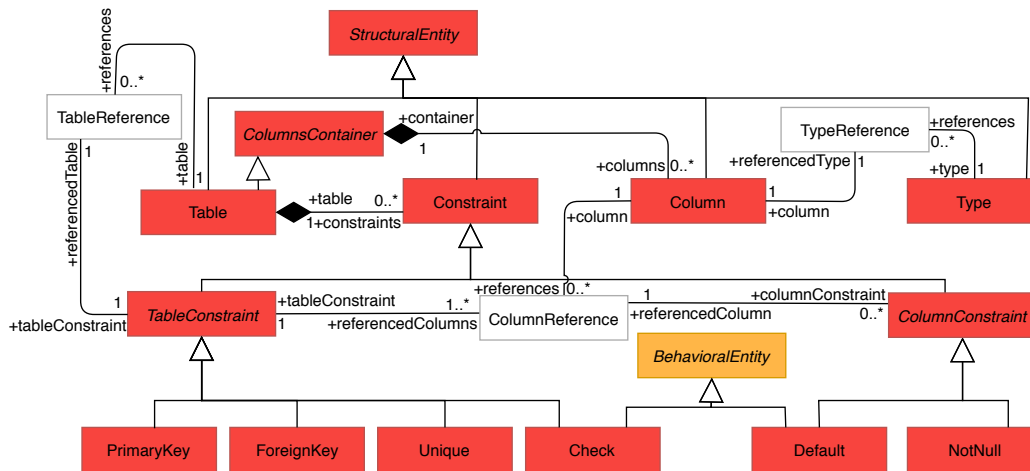 StructuralEntity
+references
0..*
TableReference
1
+referencedTable
+table
1
ColumnsContainer
+container
1
+columns
0..*
TypeReference
+references
0..*
+referencedType
1
+type
1
Table
+table
0..*
1
+constraints
Constraint
1
+column
Column
1
+column
Type
1
+tableConstraint
TableConstraint
+tableConstraint
1
1..*
+referencedColumns
+references
0..*
ColumnReference
1
+referencedColumn
+columnConstraint
0..*
ColumnConstraint
BehavioralEntity
PrimaryKey
ForeignKey
Unique
Check
Default
NotNull